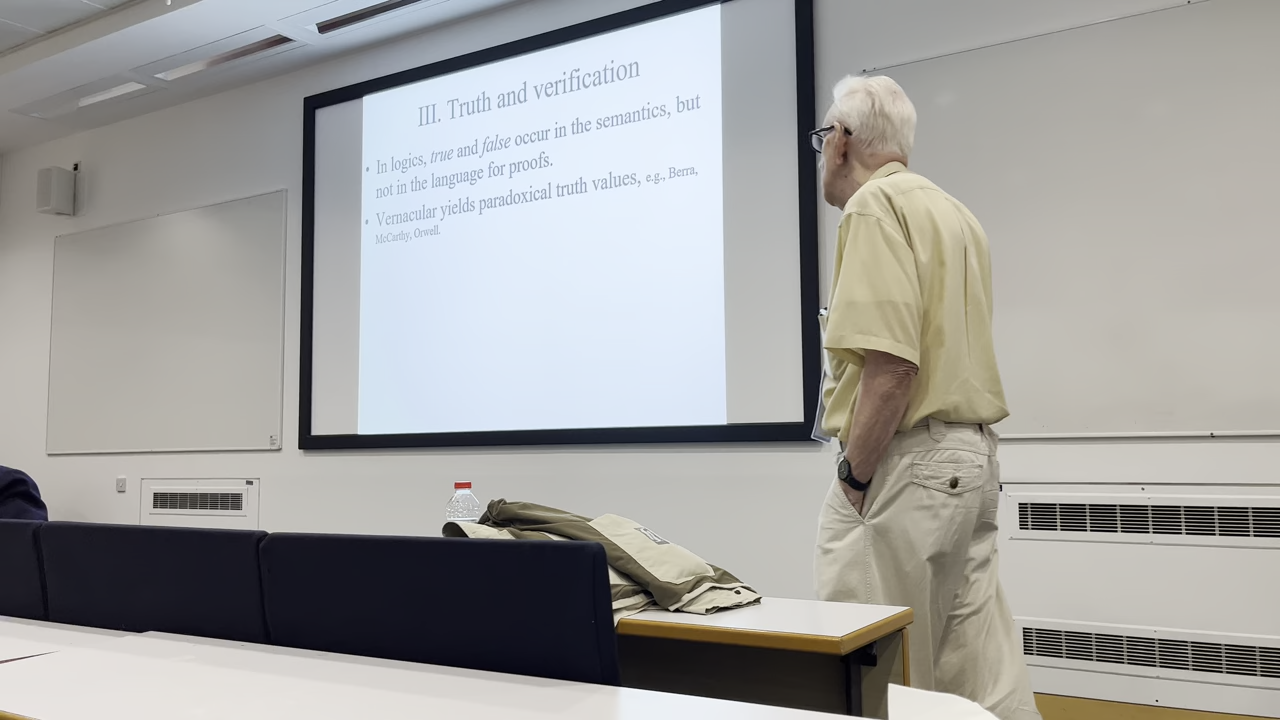 III. Truth and verification
• In logics, true and false occur in the semantics, but
not in the language for proofs.
• Vernacular yields paradoxical truth values, e.g., Berra,
McCarthy, Orwell.